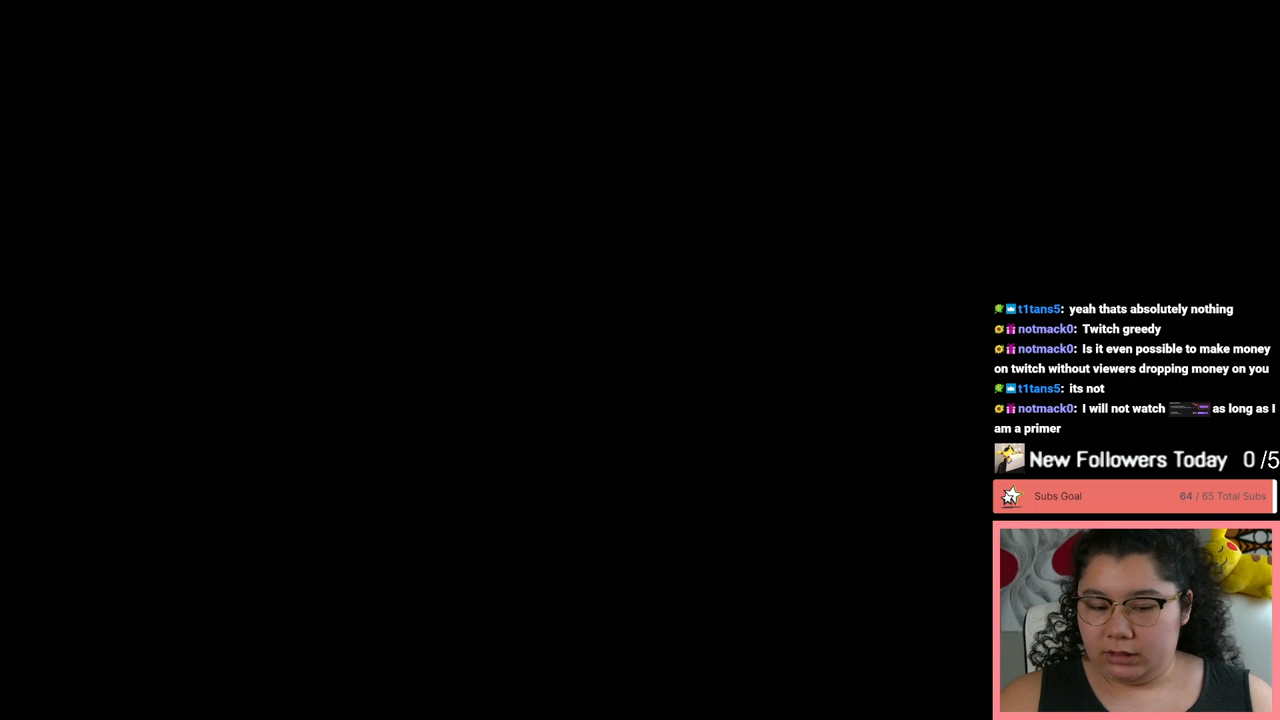 t1tans5: yeah thats absolutely nothing
notmack0: Twitch greedy
notmack0: Is it even possible to make money
on twitch without viewers dropping money on you
t1tans5: its not
notmack0: I will not watch as long as I
am a primer
New Followers Today 0 /5
Subs Goal 64 / 65 Total Subs